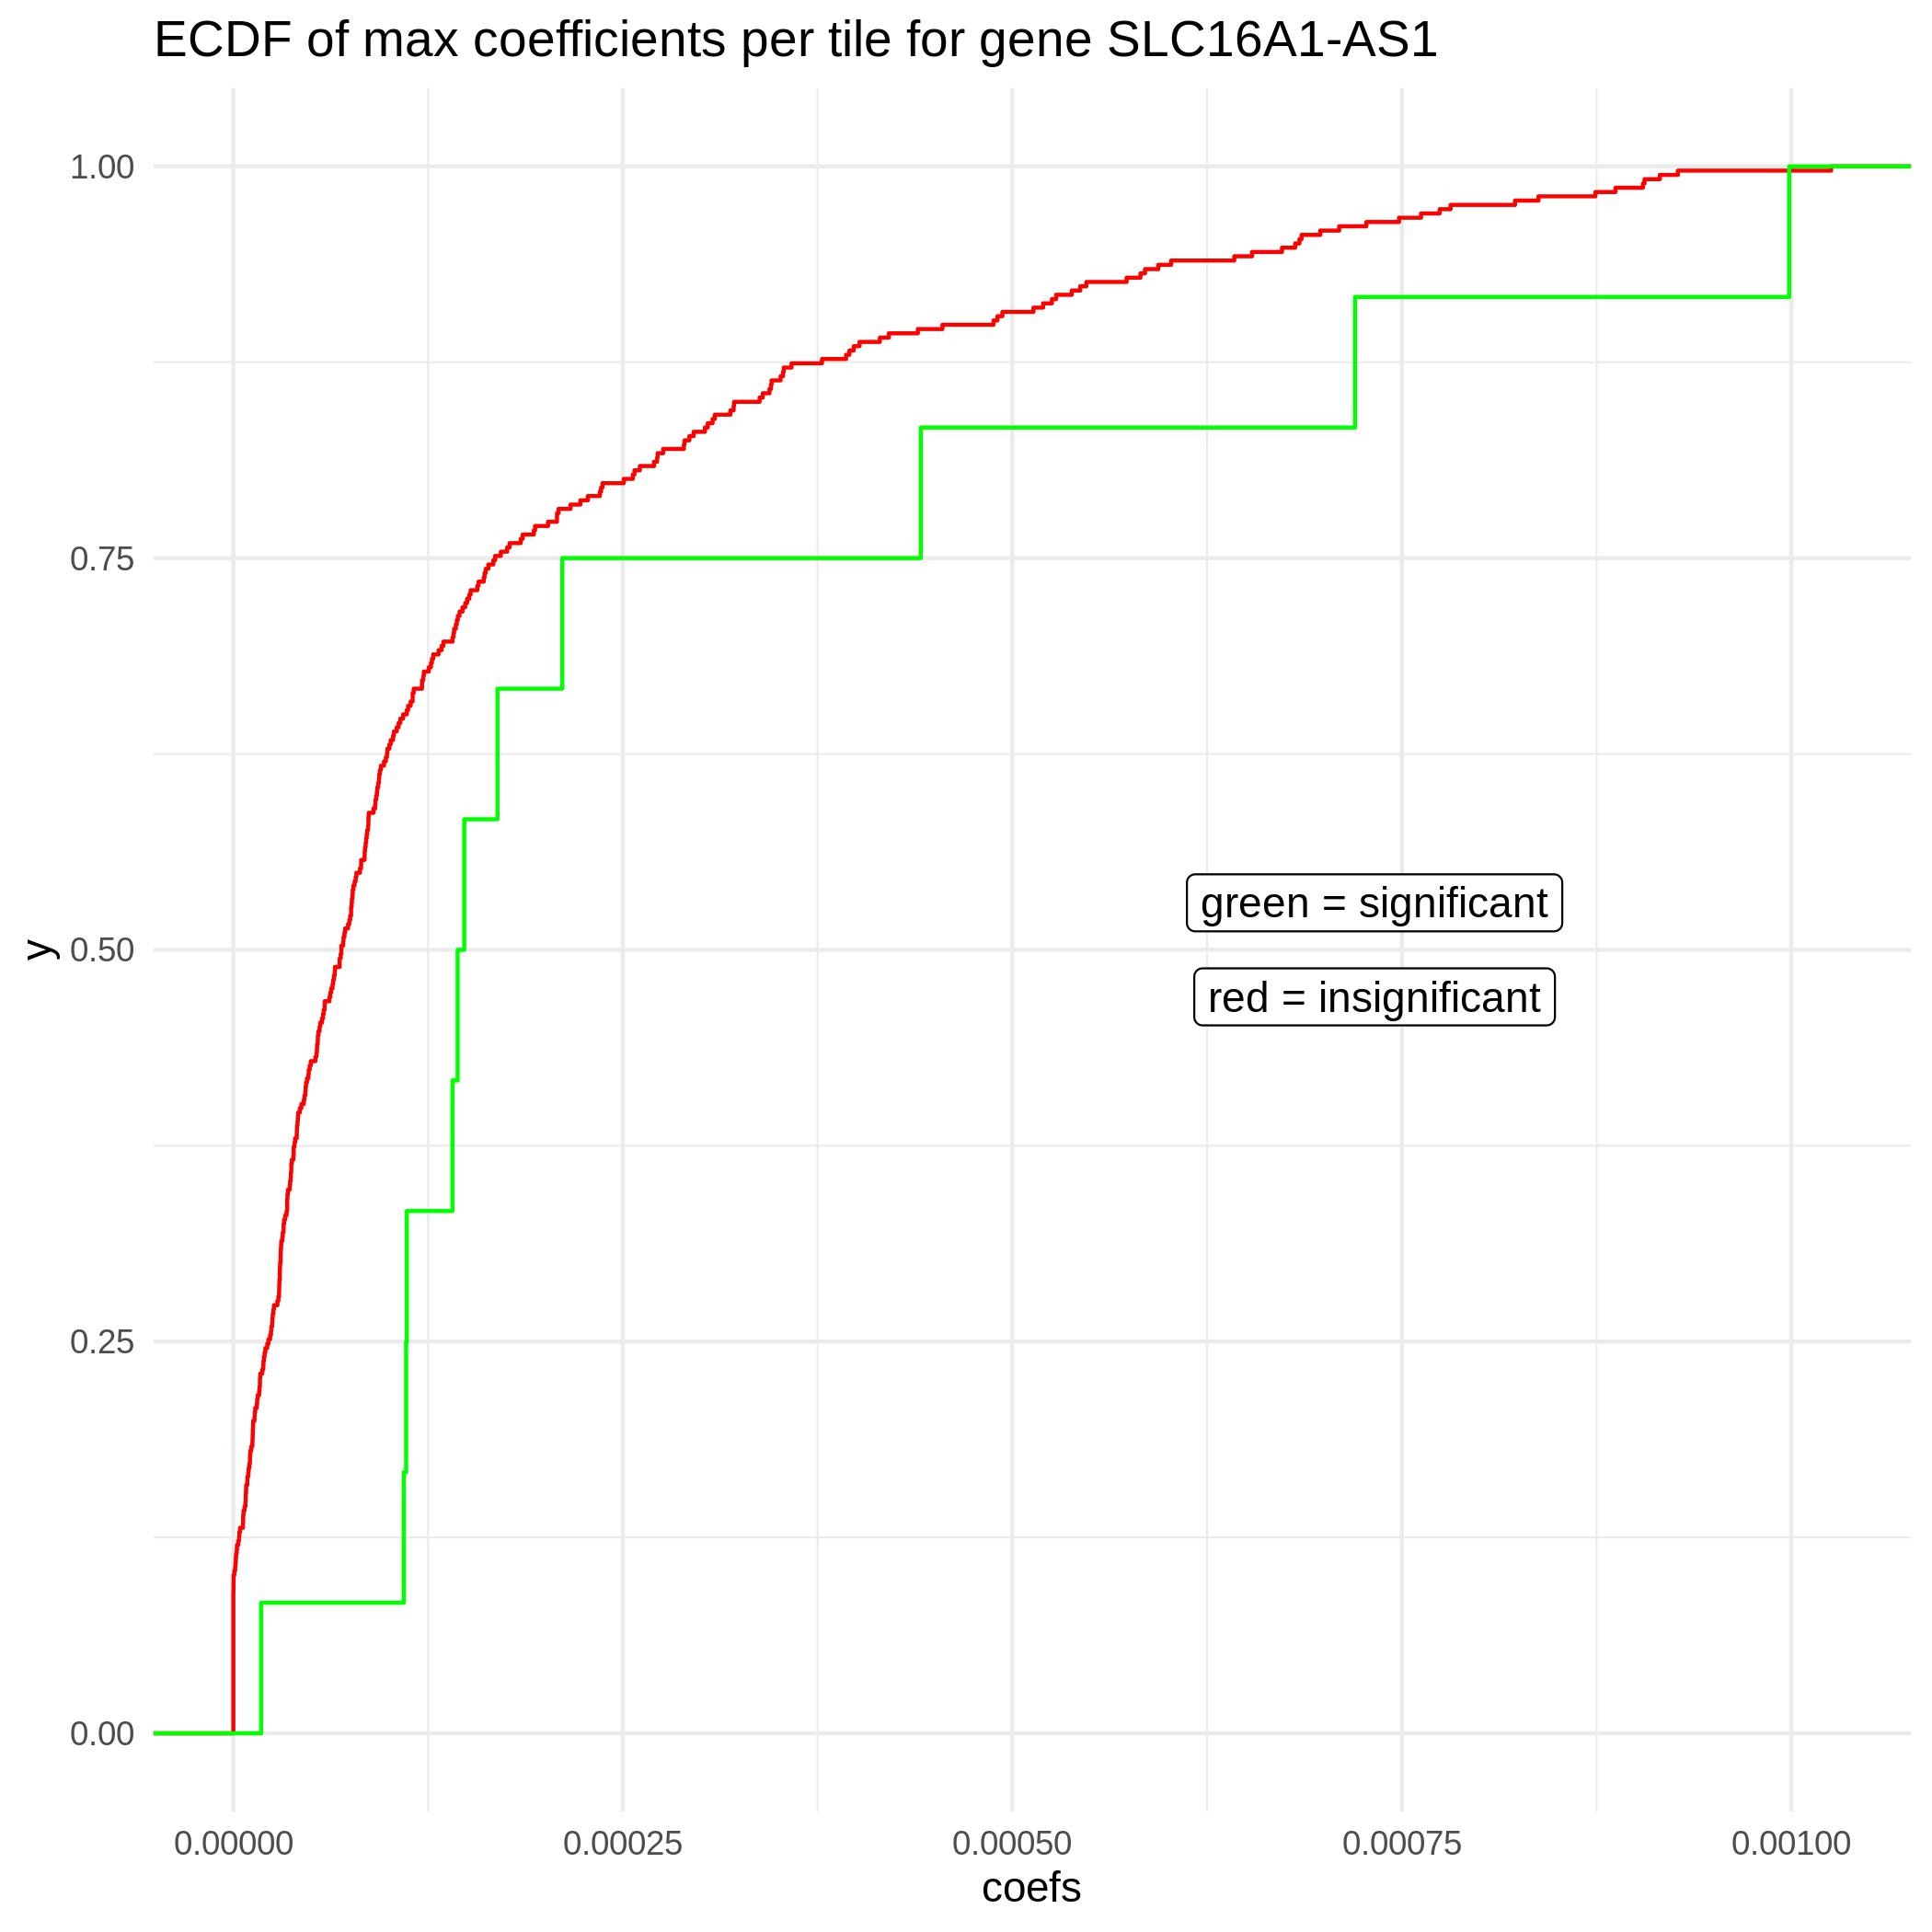 ECDF of max coefficients per tile for gene SLC16A1-AS1
1.00
0.75
0.50
0.25
0.00
y
green = significant
red = insignificant
0.00000 0.00025 0.00050 0.00075 0.00100
coefs